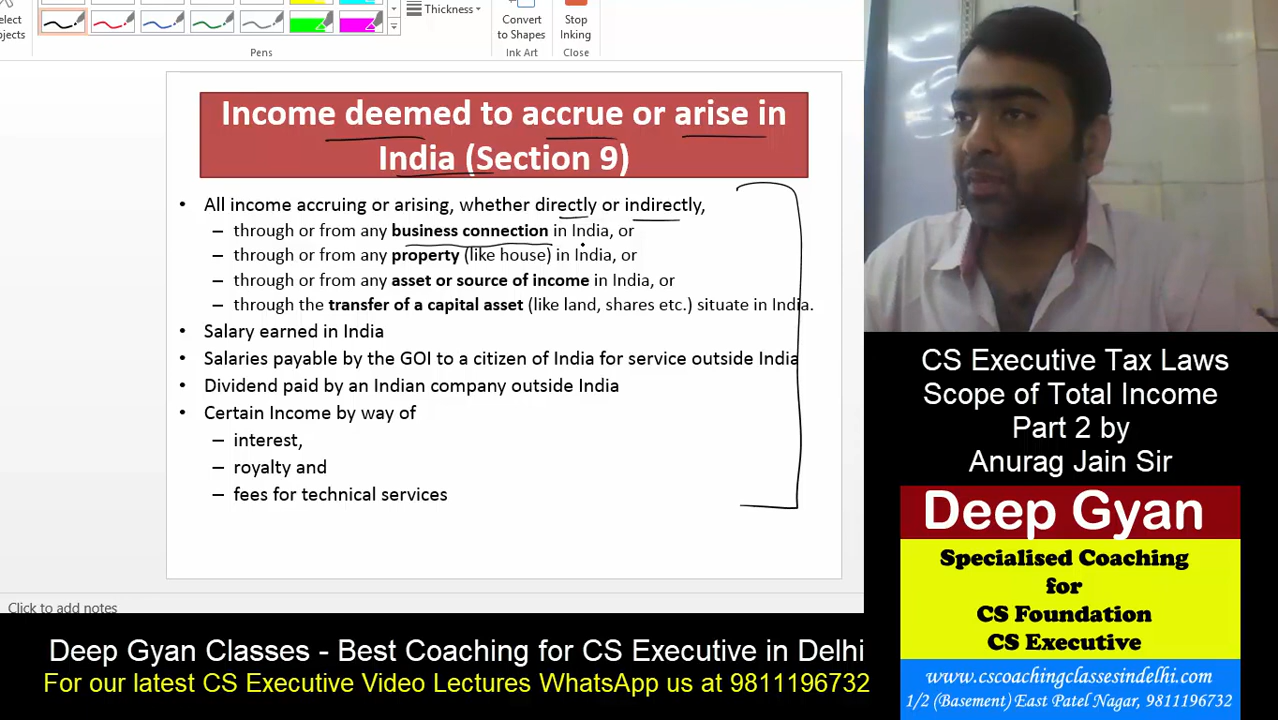 Select
Objects
Pens
Thickness
Convert
to Shapes
Ink Art
Stop
Inking
Close
Income deemed to accrue or arise in
India (Section 9)
• All income accruing or arising, whether directly or indirectly,
– through or from any business connection in India, or
– through or from any property (like house) in India, or
– through or from any asset or source of income in India, or
– through the transfer of a capital asset (like land, shares etc.) situate in India.
• Salary earned in India
• Salaries payable by the GOI to a citizen of India for service outside India
• Dividend paid by an Indian company outside India
• Certain Income by way of
– interest,
– royalty and
– fees for technical services
Click to add notes
CS Executive Tax Laws
Scope of Total Income
Part 2 by
Anurag Jain Sir
Deep Gyan
Specialised Coaching
for
CS Foundation
CS Executive
www.cscoachingclassesindelhi.com
1/2 (Basement) East Patel Nagar, 9811196732
Deep Gyan Classes - Best Coaching for CS Executive in Delhi
For our latest CS Executive Video Lectures WhatsApp us at 9811196732